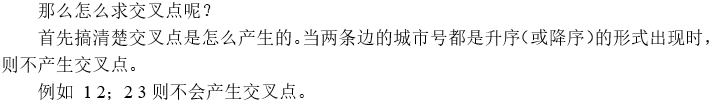 那么怎么求交叉点呢?
首先搞清楚交叉点是怎么产生的。当两条边的城市号都是升序(或降序)的形式出现时,
则不产生交叉点。
例如 1 2; 2 3 则不会产生交叉点。